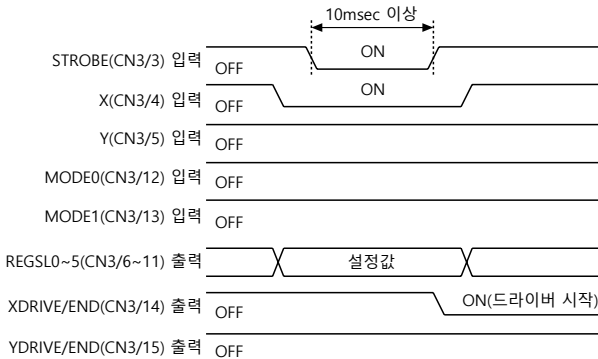 10msec 이상
STROBE(CN3/3) 입력 OFF ON
X(CN3/4) 입력 OFF ON
Y(CN3/5) 입력 OFF
MODE0(CN3/12) 입력 OFF
MODE1(CN3/13) 입력 OFF
REGSL0~5(CN3/6~11) 출력 설정값
XDRIVE/END(CN3/14) 출력 OFF ON(드라이버 시작)
YDRIVE/END(CN3/15) 출력 OFF